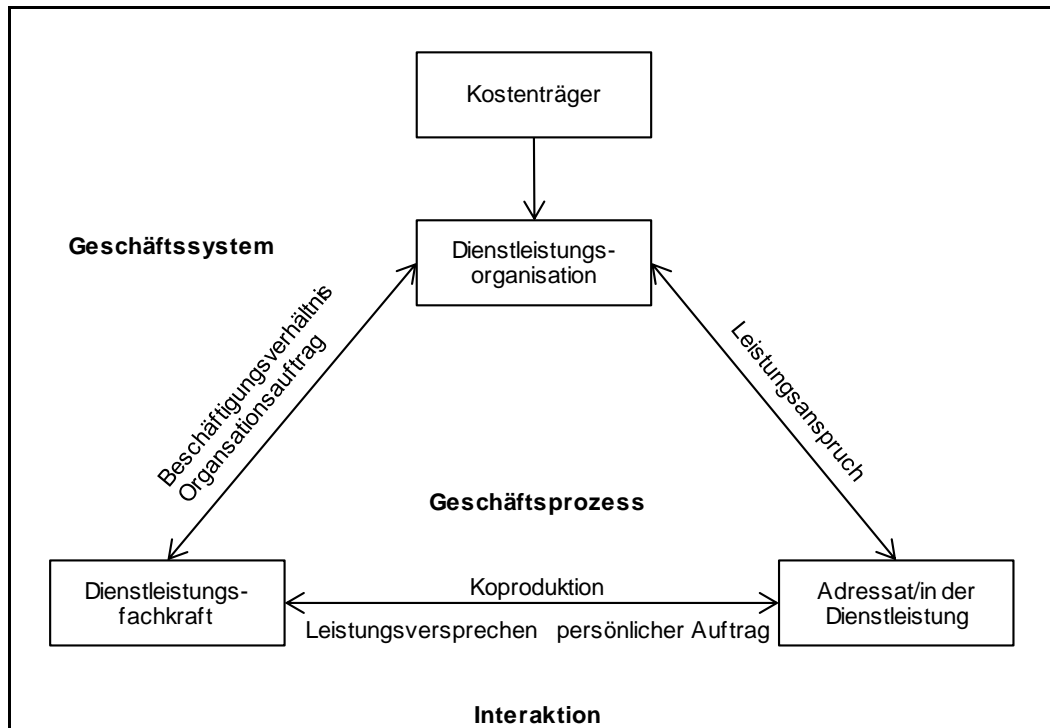 Kostenträger
Geschäftssystem
Dienstleistungs-
organisation
Beschäftigungsverhältnis
Organsationsauftrag
Leistungsanspruch
Geschäftsprozess
Dienstleistungs-
fachkraft
Koproduktion
Leistungsversprechen persönlicher Auftrag
Adressat/in der
Dienstleistung
Interaktion